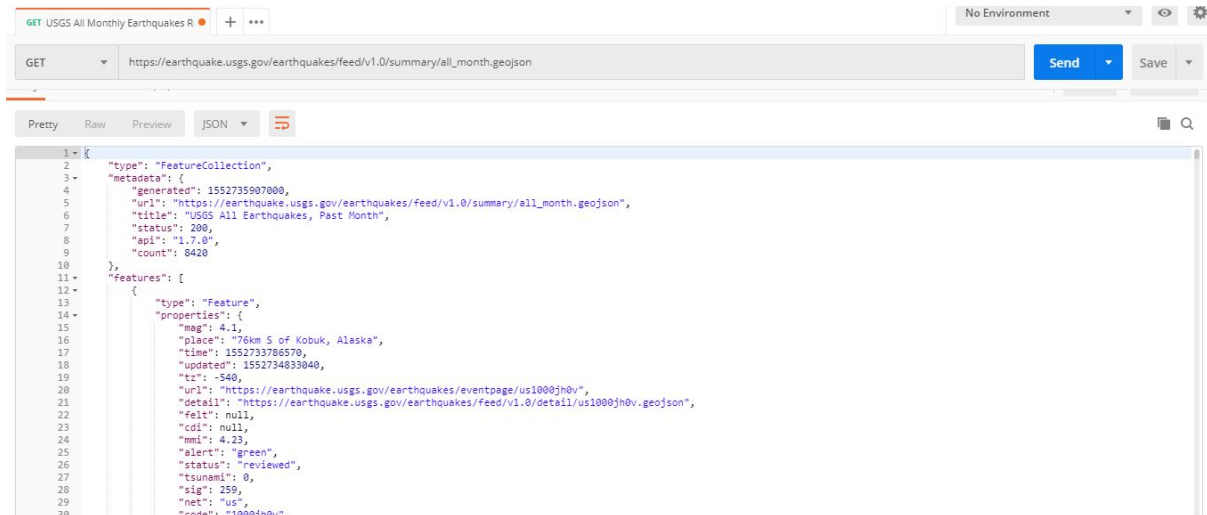 GET USGS All Monthly Earthquakes R
No Environment
GET
https://earthquake.usgs.gov/earthquakes/feed/v1.0/summary/all_month.geojson
Send
Save
Pretty Raw Preview JSON
1 {
2 "type": "FeatureCollection",
3 "metadata": {
4 "generated": 1552735907000,
5 "url": "https://earthquake.usgs.gov/earthquakes/feed/v1.0/summary/all_month.geojson",
6 "title": "USGS All Earthquakes, Past Month",
7 "status": 200,
8 "api": "1.7.0",
9 "count": 8420
10 },
11 "features": [
12 {
13 "type": "Feature",
14 "properties": {
15 "mag": 4.1,
16 "place": "76km S of Kobuk, Alaska",
17 "time": 1552733786570,
18 "updated": 1552734833040,
19 "tz": -540,
20 "url": "https://earthquake.usgs.gov/earthquakes/eventpage/us1000jh0v",
21 "detail": "https://earthquake.usgs.gov/earthquakes/feed/v1.0/detail/us1000jh0v.geojson",
22 "felt": null,
23 "cdi": null,
24 "mmi": 4.23,
25 "alert": "green",
26 "status": "reviewed",
27 "tsunami": 0,
28 "sig": 259,
29 "net": "us",
30 "code": "1000jh0v"